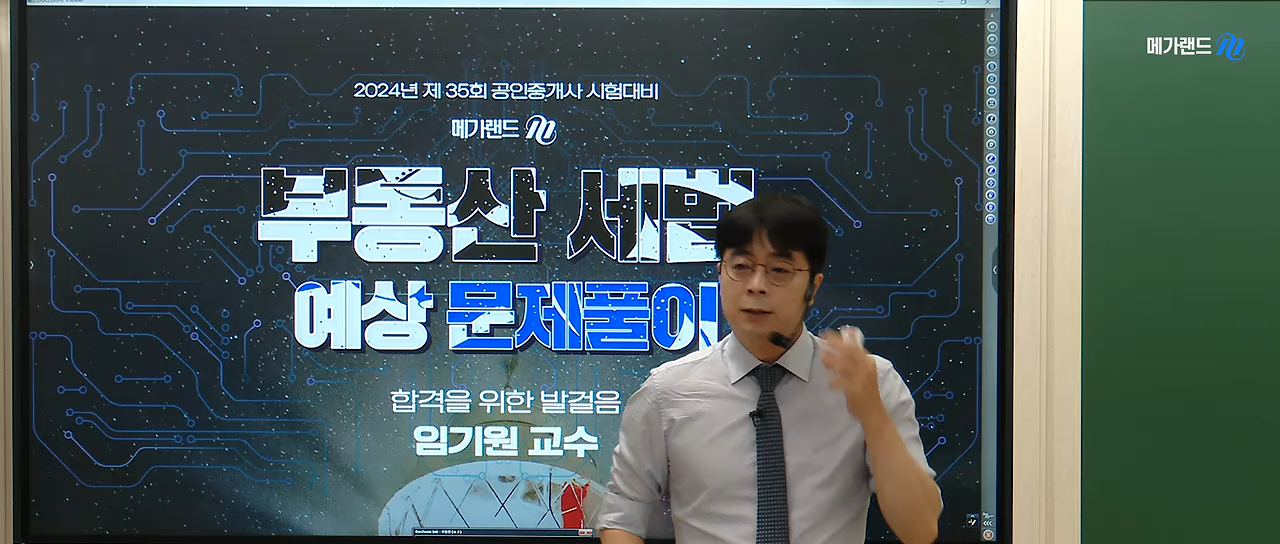 메가랜드
2024년 제 35회 공인중개사 시험대비
메가랜드
부동산 세법
예상 문제풀이
합격을 위한 발걸음
임기원 교수